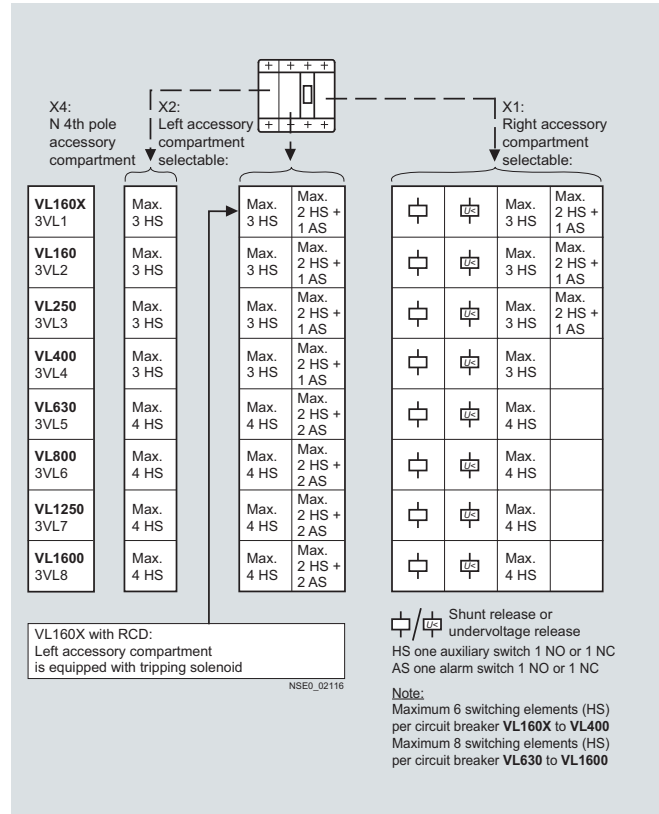 X4:
N 4th pole
accessory
compartment
X2:
Left accessory
compartment
selectable:
X1:
Right accessory
compartment
selectable:
VL160X
3VL1
Max.
3 HS
Max.
3 HS
Max.
2 HS +
1 AS
U<
Max.
3 HS
Max.
2 HS +
1 AS
VL160
3VL2
Max.
3 HS
Max.
3 HS
Max.
2 HS +
1 AS
U<
Max.
3 HS
Max.
2 HS +
1 AS
VL250
3VL3
Max.
3 HS
Max.
3 HS
Max.
2 HS +
1 AS
U<
Max.
3 HS
Max.
2 HS +
1 AS
VL400
3VL4
Max.
3 HS
Max.
3 HS
Max.
2 HS +
1 AS
U<
Max.
3 HS
VL630
3VL5
Max.
4 HS
Max.
4 HS
Max.
2 HS +
2 AS
U<
Max.
4 HS
VL800
3VL6
Max.
4 HS
Max.
4 HS
Max.
2 HS +
2 AS
U<
Max.
4 HS
VL1250
3VL7
Max.
4 HS
Max.
4 HS
Max.
2 HS +
2 AS
U<
Max.
4 HS
VL1600
3VL8
Max.
4 HS
Max.
4 HS
Max.
2 HS +
2 AS
U<
Max.
4 HS
VL160X with RCD:
Left accessory compartment
is equipped with tripping solenoid
NSE0_02116
/ U< Shunt release or
undervoltage release
HS one auxiliary switch 1 NO or 1 NC
AS one alarm switch 1 NO or 1 NC
Note:
Maximum 6 switching elements (HS)
per circuit breaker VL160X to VL400
Maximum 8 switching elements (HS)
per circuit breaker VL630 to VL1600